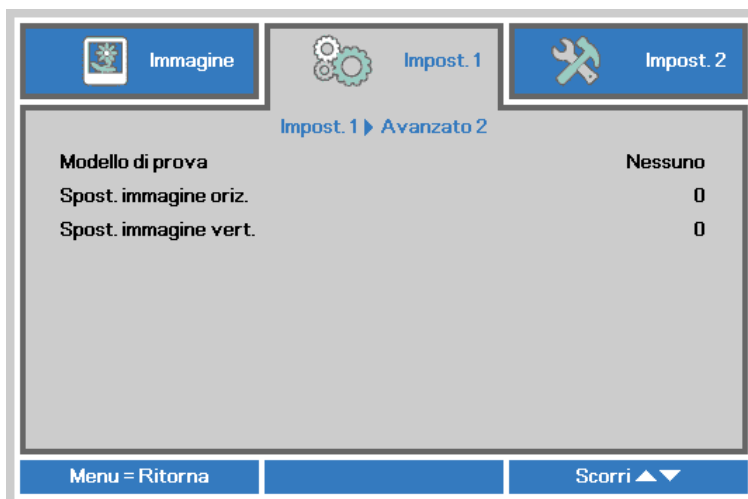 Immagine
Impost. 1
Impost. 2
Impost. 1 ▶ Avanzato 2
Modello di prova Nessuno
Spost. immagine oriz. 0
Spost. immagine vert. 0
Menu = Ritorna
Scorri ▲▼